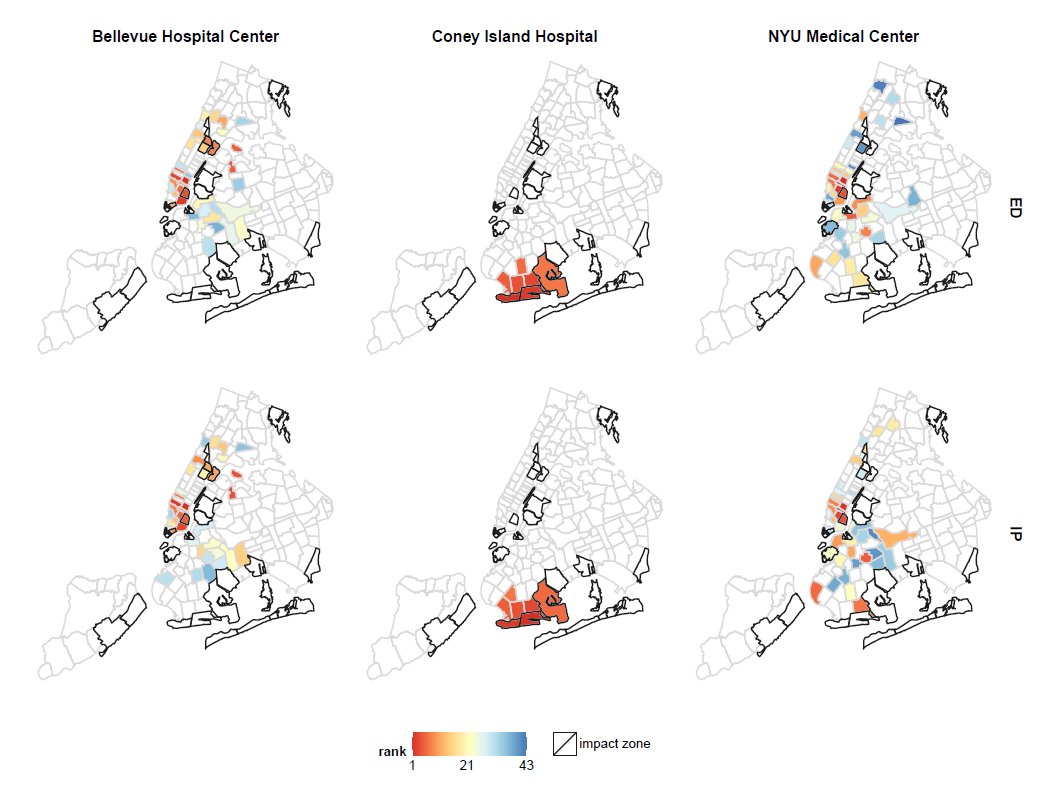 Bellevue Hospital Center
Coney Island Hospital
NYU Medical Center
ED
IP
rank
1
21
43
impact zone